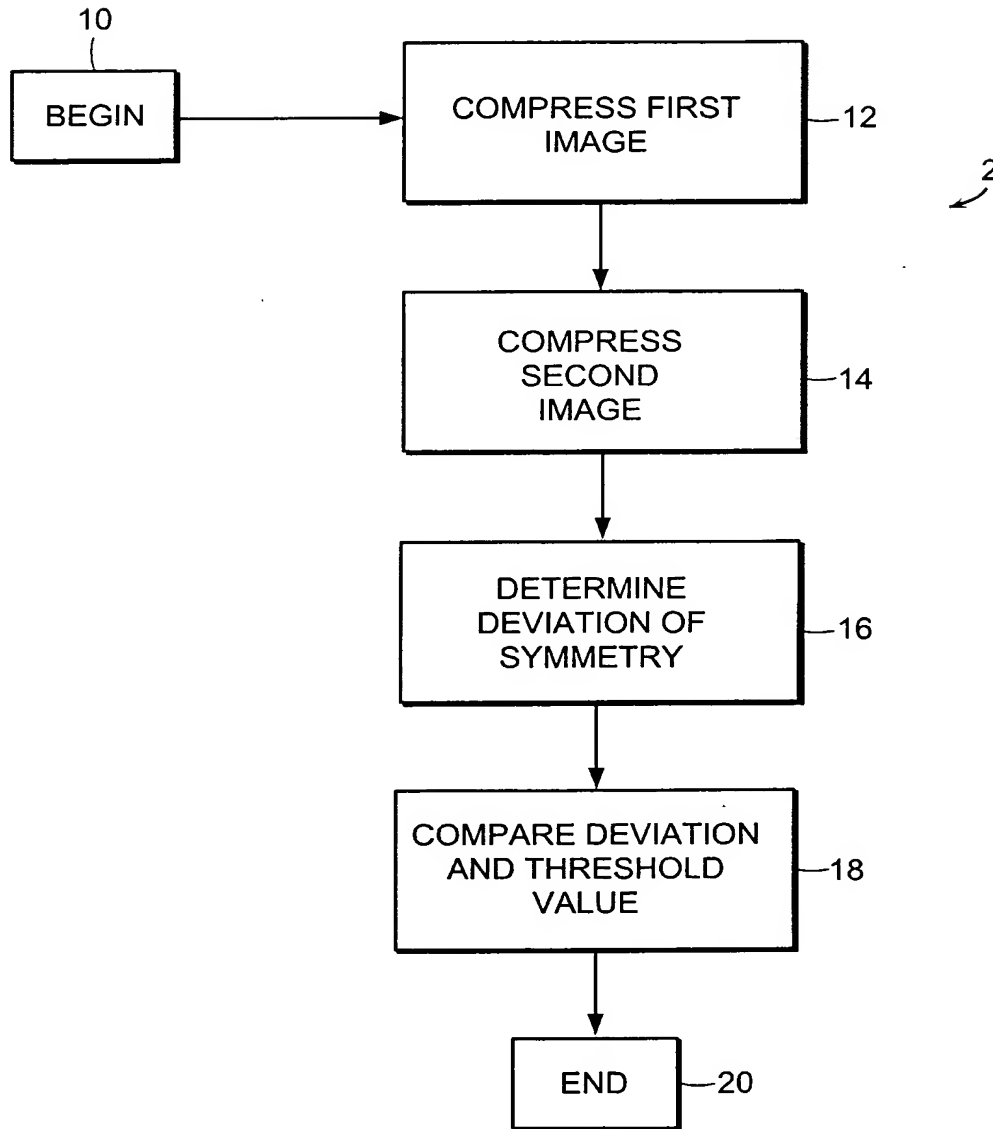 10
BEGIN
COMPRESS FIRST
IMAGE
12
2
COMPRESS
SECOND
IMAGE
14
DETERMINE
DEVIATION OF
SYMMETRY
16
COMPARE DEVIATION
AND THRESHOLD
VALUE
18
END
20